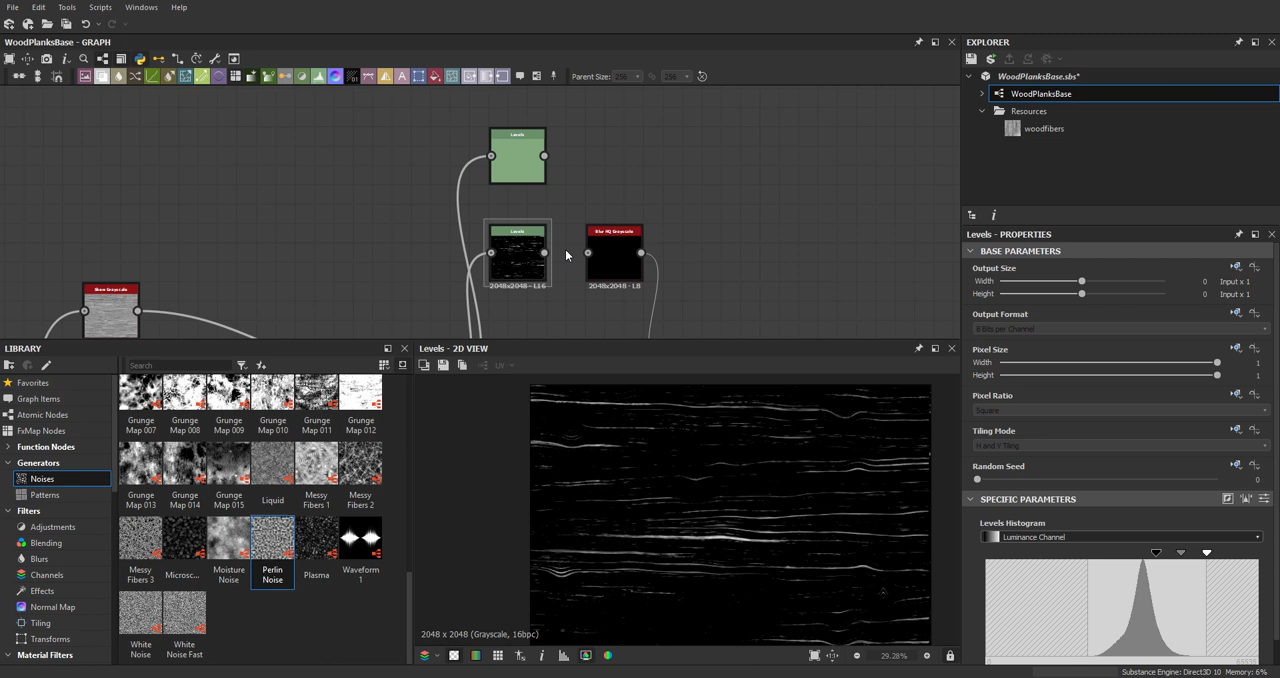 File Edit Tools Scripts Windows Help
WoodPlanksBase - GRAPH
Parent Size: 256 256
Levels
Levels
2048x2048 - L16
Blur HQ Grayscale
2048x2048 - L8
LIBRARY
Search
Favorites
Graph Items
Atomic Nodes
FxMap Nodes
Function Nodes
Generators
Noises
Patterns
Filters
Adjustments
Blending
Blurs
Channels
Effects
Normal Map
Tiling
Transforms
Material Filters
Grunge Map 007
Grunge Map 008
Grunge Map 009
Grunge Map 010
Grunge Map 011
Grunge Map 012
Grunge Map 013
Grunge Map 014
Grunge Map 015
Liquid
Messy Fibers 1
Messy Fibers 2
Messy Fibers 3
Microsc...
Moisture Noise
Perlin Noise
Plasma
Waveform 1
White Noise
White Noise Fast
Levels - 2D VIEW
UV
2048 x 2048 (Grayscale, 16bpc)
29.28%
EXPLORER
WoodPlanksBase.sbs*
WoodPlanksBase
Resources
woodfibers
Levels - PROPERTIES
BASE PARAMETERS
Output Size
Width 0 Input x 1
Height 0 Input x 1
Output Format
8 Bits per Channel
Pixel Size
Width 1
Height 1
Pixel Ratio
Square
Tiling Mode
H and V Tiling
Random Seed
0
SPECIFIC PARAMETERS
Levels Histogram
Luminance Channel
0 65535
Substance Engine: Direct3D 10 Memory: 6%